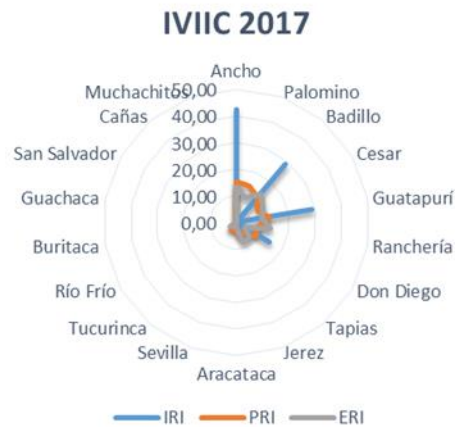 IVIIC 2017
Ancho
50,00
Muchachitos
Palomino
Cañas
40,00
Badillo
San Salvador
30,00
Cesar
20,00
Guachaca
10,00
Guatapurí
0,00
Buritaca
Ranchería
Río Frío
Don Diego
Tucurinca
Tapias
Sevilla
Jerez
Aracataca
IRI PRI ERI